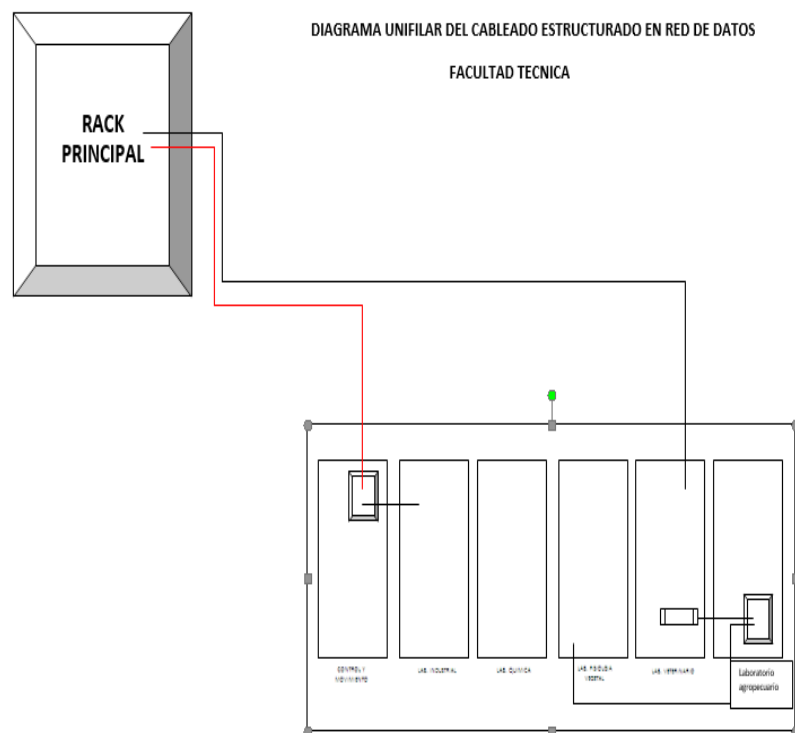 DIAGRAMA UNIFILAR DEL CABLEADO ESTRUCTURADO EN RED DE DATOS
FACULTAD TECNICA
RACK
PRINCIPAL
CONTROL Y
MOVIMIENTO
LAB. INDUSTRIAL
LAB. QUIMICA
LAB. FISIOLGIA
VEGETAL
LAB. VETERINARIO
Laboratorio
agropecuario